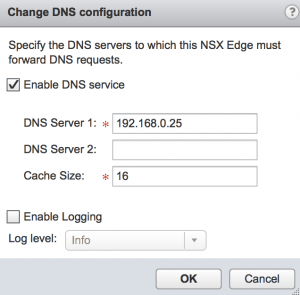 Change DNS configuration ?
Specify the DNS servers to which this NSX Edge must
forward DNS requests.
Enable DNS service
DNS Server 1: * 192.168.0.25
DNS Server 2:
Cache Size: * 16
Enable Logging
Log level: Info
OK Cancel